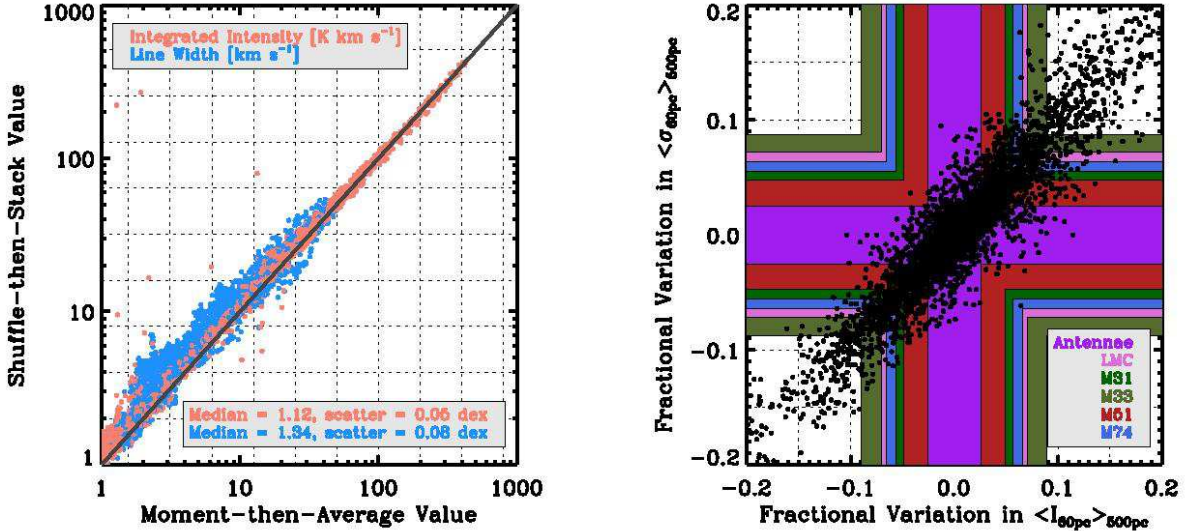 1000
100
10
1
Shuffle-then-Stack Value
Integrated Intensity [K km s⁻¹]
Line Width [km s⁻¹]
Median = 1.12, scatter = 0.05 dex
Median = 1.34, scatter = 0.08 dex
1 10 100 1000
Moment-then-Average Value
0.2
0.1
0.0
-0.1
-0.2
Fractional Variation in <σ60pc>500pc
Antennae
LMC
M31
M33
M51
M74
-0.2 -0.1 0.0 0.1 0.2
Fractional Variation in <I60pc>500pc